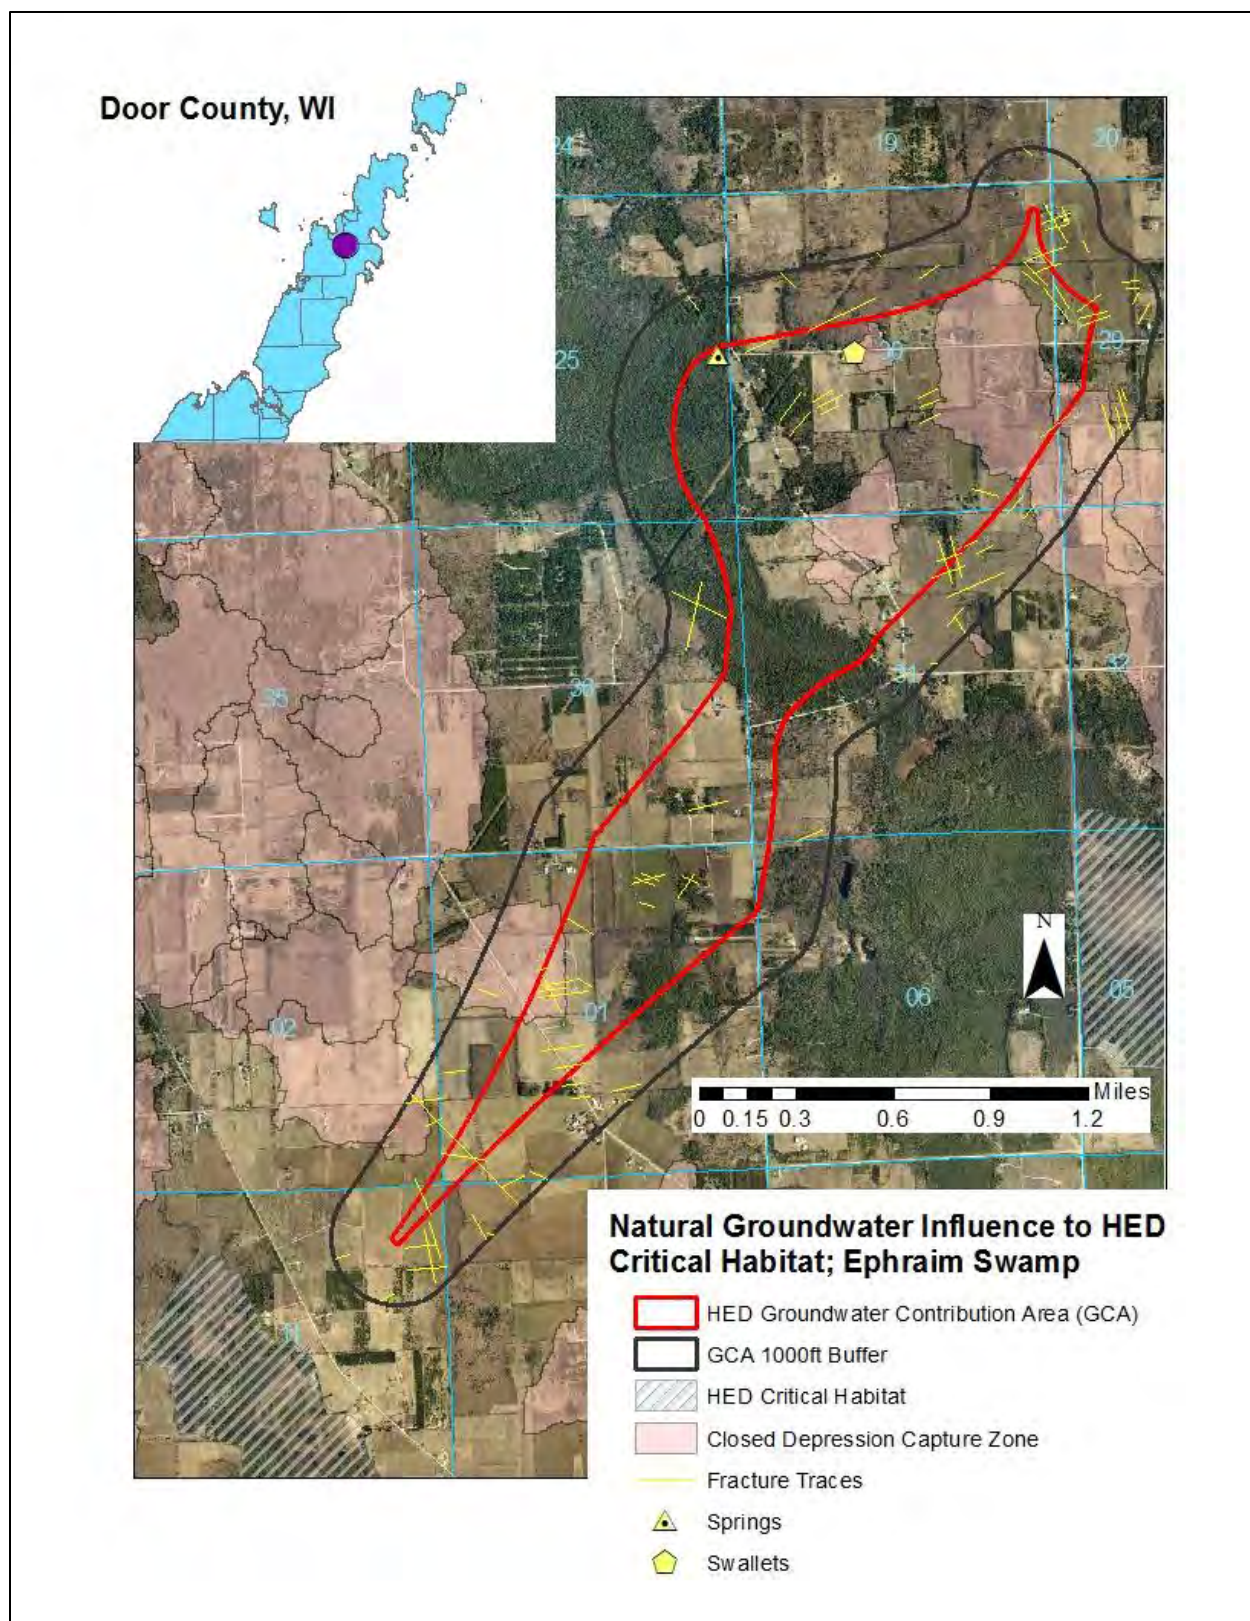 Door County, WI
24
19
20
25
30
29
36
31
32
35
01
06
05
02
N
Miles
0 0.15 0.3 0.6 0.9 1.2
11
Natural Groundwater Influence to HED
Critical Habitat; Ephraim Swamp
HED Groundwater Contribution Area (GCA)
GCA 1000ft Buffer
HED Critical Habitat
Closed Depression Capture Zone
Fracture Traces
Springs
Swallets